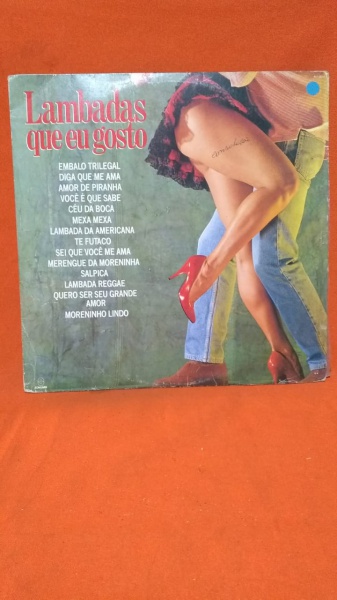 Lambadas
que eu gosto
EMBALO TRILEGAL
DIGA QUE ME AMA
AMOR DE PIRANHA
VOCÊ É QUE SABE
CÉU DA BOCA
MEXA MEXA
LAMBADA DA AMERICANA
TE FUTACO
SEI QUE VOCÊ ME AMA
MERENGUE DA MORENINHA
SALPICA
LAMBADA REGGAE
QUERO SER SEU GRANDE
AMOR
MORENINHO LINDO